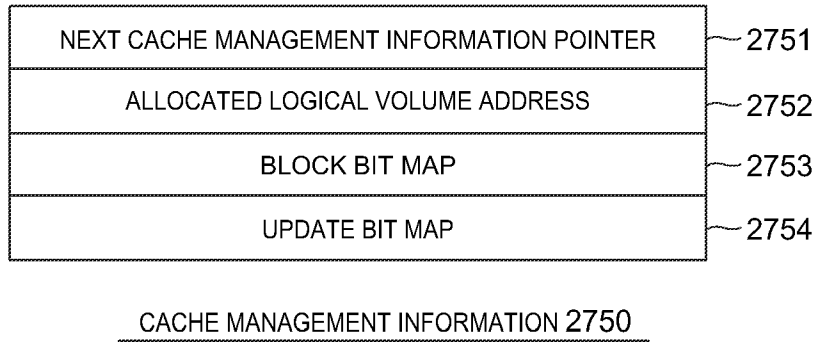 NEXT CACHE MANAGEMENT INFORMATION POINTER 2751
ALLOCATED LOGICAL VOLUME ADDRESS 2752
BLOCK BIT MAP 2753
UPDATE BIT MAP 2754
CACHE MANAGEMENT INFORMATION 2750